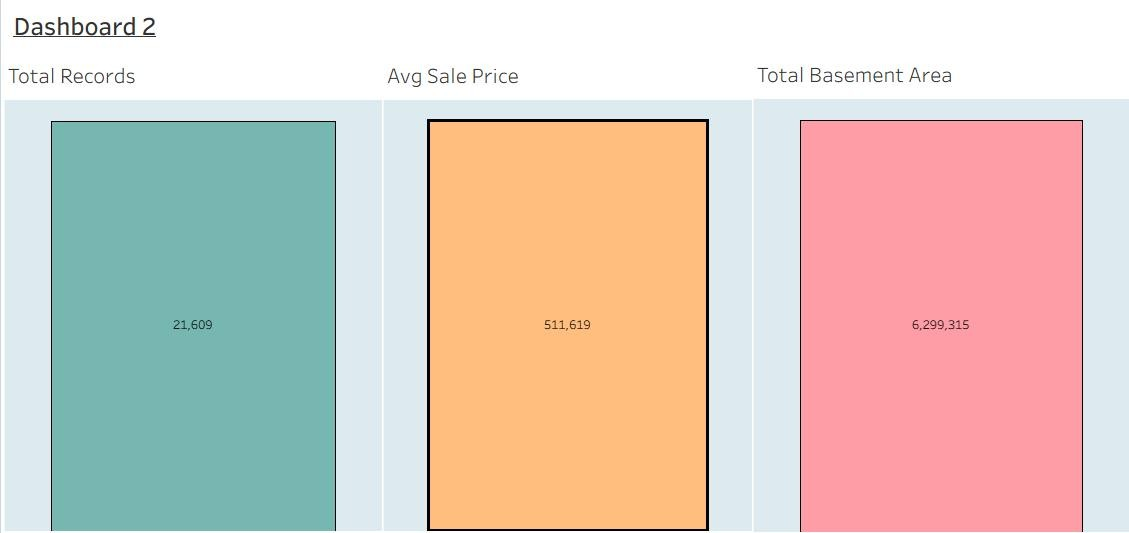 Dashboard 2
Total Records
Avg Sale Price
Total Basement Area
21,609
511,619
6,299,315